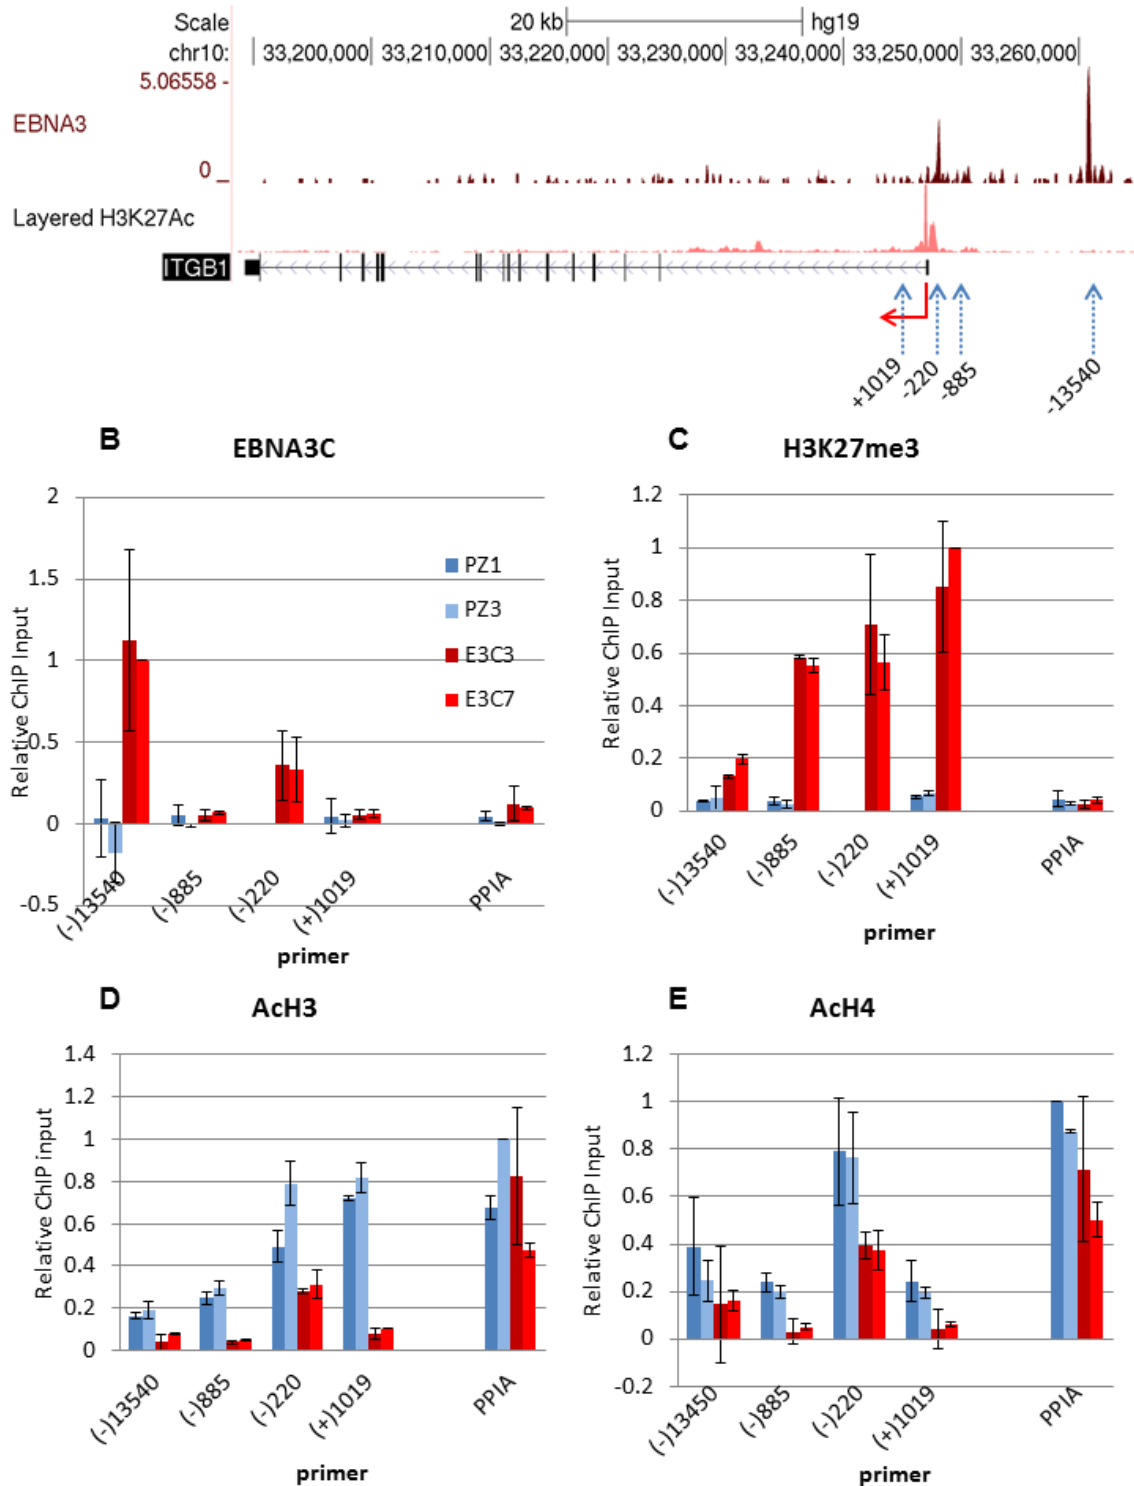 Scale 20 kb hg19
chr10: 33,200,000 33,210,000 33,220,000 33,230,000 33,240,000 33,250,000 33,260,000
5.06558
EBNA3
0
Layered H3K27Ac
ITGB1
+1019 -220 -885 -13540
B EBNA3C
Relative ChIP Input
2
1.5
1
0.5
0
-0.5
PZ1
PZ3
E3C3
E3C7
(-)13540 (-)885 (-)220 (+)1019 PPIA
primer
C H3K27me3
Relative ChIP Input
1.2
1
0.8
0.6
0.4
0.2
0
(-)13540 (-)885 (-)220 (+)1019 PPIA
primer
D AcH3
Relative ChIP input
1.4
1.2
1
0.8
0.6
0.4
0.2
0
(-)13540 (-)885 (-)220 (+)1019 PPIA
primer
E AcH4
Relative ChIP Input
1.2
1
0.8
0.6
0.4
0.2
0
-0.2
(-)13450 (-)885 (-)220 (+)1019 PPIA
primer